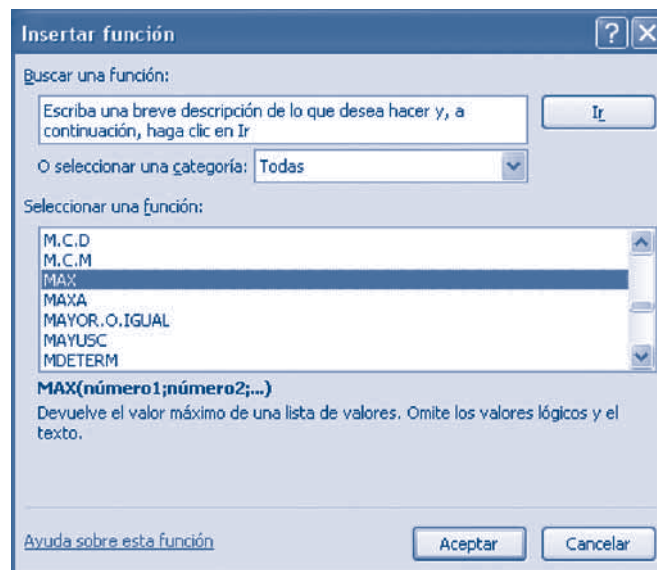 Insertar función
Buscar una función:
Escriba una breve descripción de lo que desea hacer y, a
continuación, haga clic en Ir
Ir
O seleccionar una categoría: Todas
Seleccionar una función:
M.C.D
M.C.M
MAX
MAXA
MAYOR.O.IGUAL
MAYUSC
MDETERM
MAX(número1;número2;...)
Devuelve el valor máximo de una lista de valores. Omite los valores lógicos y el
texto.
Ayuda sobre esta función
Aceptar
Cancelar